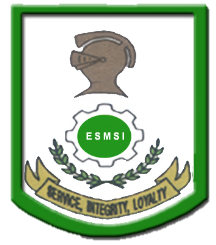 ESMSI
SERVICE, INTEGRITY, LOYALTY